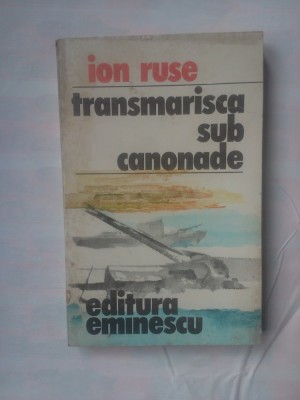 ion ruse
transmarisca
sub
canonade
editura
eminescu